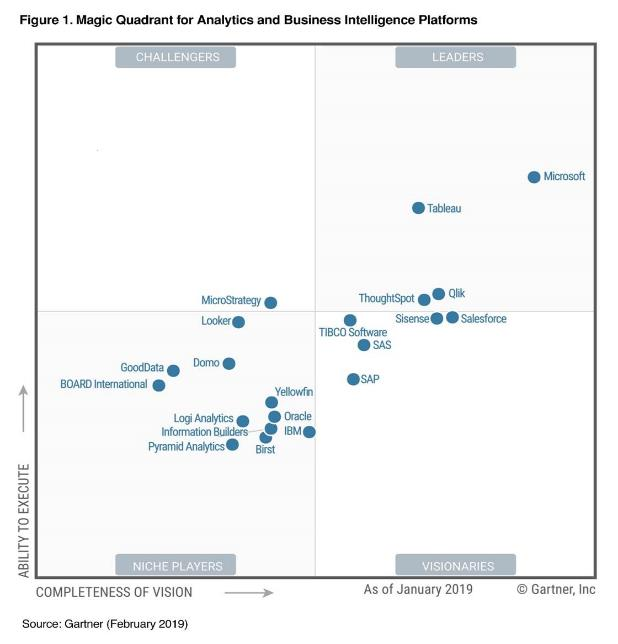 Figure 1. Magic Quadrant for Analytics and Business Intelligence Platforms
CHALLENGERS
LEADERS
Microsoft
Tableau
MicroStrategy
ThoughtSpot
Qlik
Looker
TIBCO Software
Sisense
Salesforce
SAS
GoodData
Domo
BOARD International
SAP
Yellowfin
Logi Analytics
Oracle
Information Builders
IBM
Pyramid Analytics
Birst
ABILITY TO EXECUTE
NICHE PLAYERS
VISIONARIES
COMPLETENESS OF VISION
As of January 2019
© Gartner, Inc
Source: Gartner (February 2019)